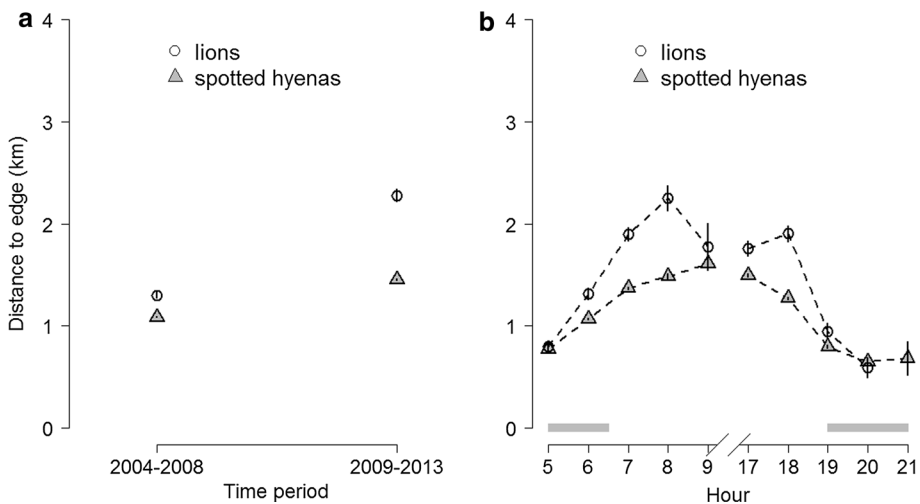 a
4
3
2
1
0
Distance to edge (km)
lions
spotted hyenas
2004-2008 2009-2013
Time period
b
4
3
2
1
0
lions
spotted hyenas
5 6 7 8 9 17 18 19 20 21
Hour